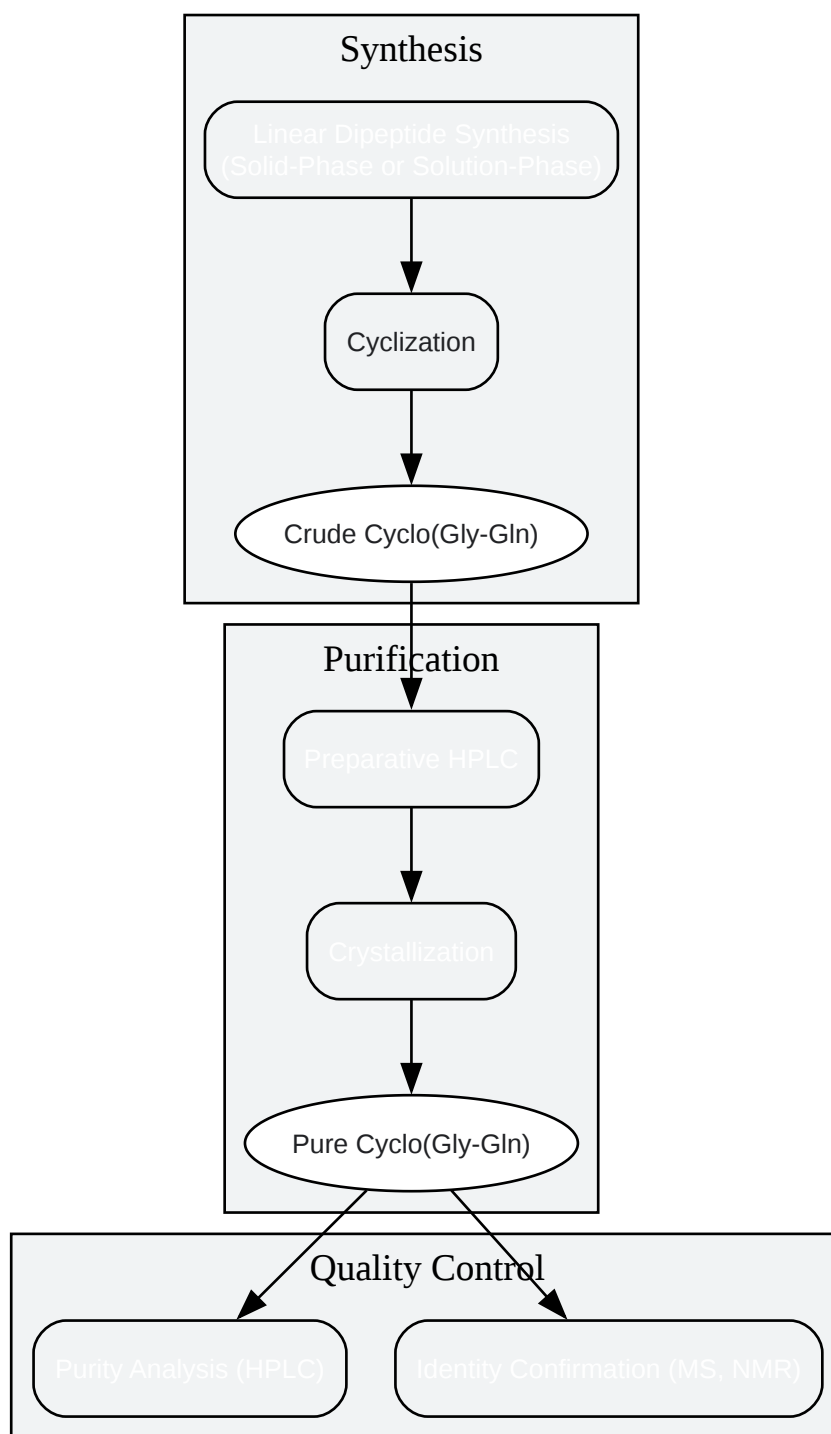 Synthesis
Linear Dipeptide Synthesis
(Solid-Phase or Solution-Phase)
Cyclization
Crude Cyclo(Gly-Gln)
Purification
Preparative HPLC
Crystallization
Pure Cyclo(Gly-Gln)
Quality Control
Purity Analysis (HPLC)
Identity Confirmation (MS, NMR)